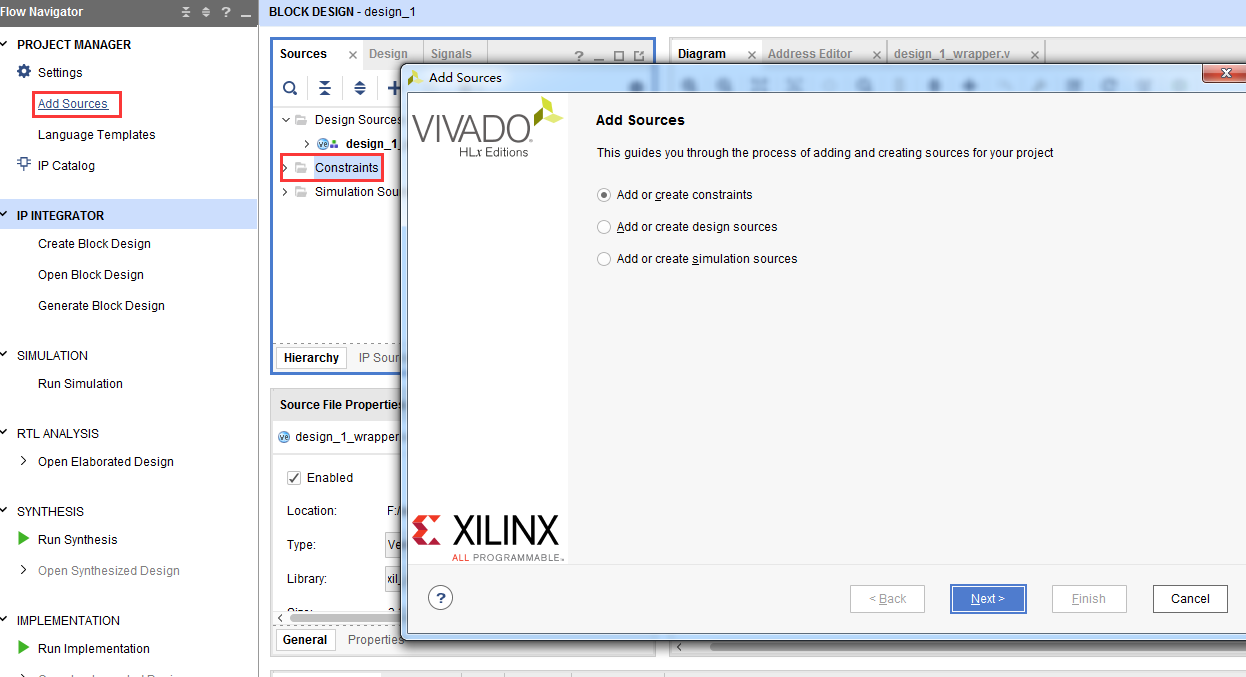 Flow Navigator
?
PROJECT MANAGER
Settings
Add Sources
Language Templates
IP Catalog
IP INTEGRATOR
Create Block Design
Open Block Design
Generate Block Design
SIMULATION
Run Simulation
RTL ANALYSIS
Open Elaborated Design
SYNTHESIS
Run Synthesis
Open Synthesized Design
IMPLEMENTATION
Run Implementation
BLOCK DESIGN - design_1
Sources
Design
Signals
?
Design Sources
design_1_
Constraints
Simulation Sou
Hierarchy
IP Sour
Source File Properties
design_1_wrapper
Enabled
Location:
F:/
Type:
Ve
Library:
xil_
General
Properties
Diagram
Address Editor
design_1_wrapper.v
Add Sources
VIVADO
HLx Editions
Add Sources
This guides you through the process of adding and creating sources for your project
Add or create constraints
Add or create design sources
Add or create simulation sources
XILINX
ALL PROGRAMMABLE™
?
< Back
Next >
Finish
Cancel